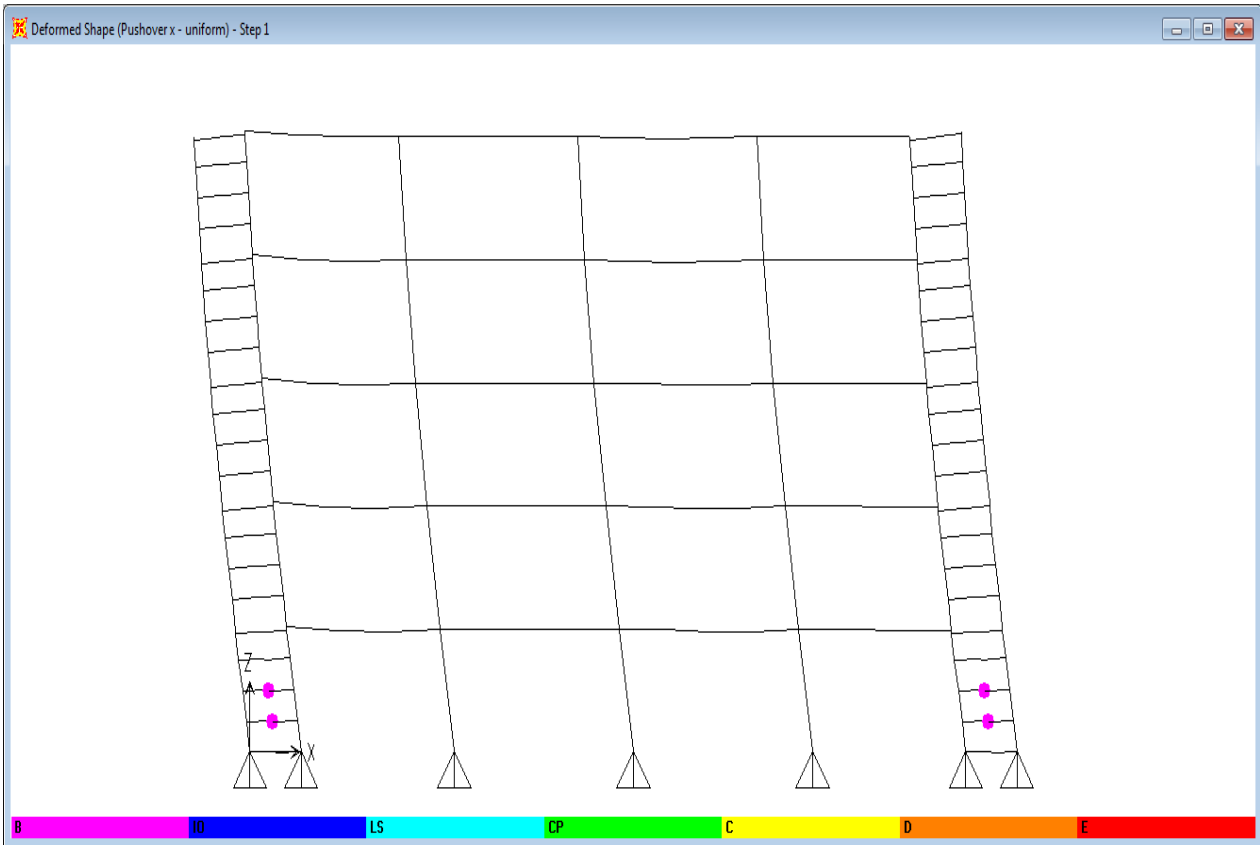 Deformed Shape (Pushover x - uniform) - Step 1
Z
X
B IO LS CP C D E